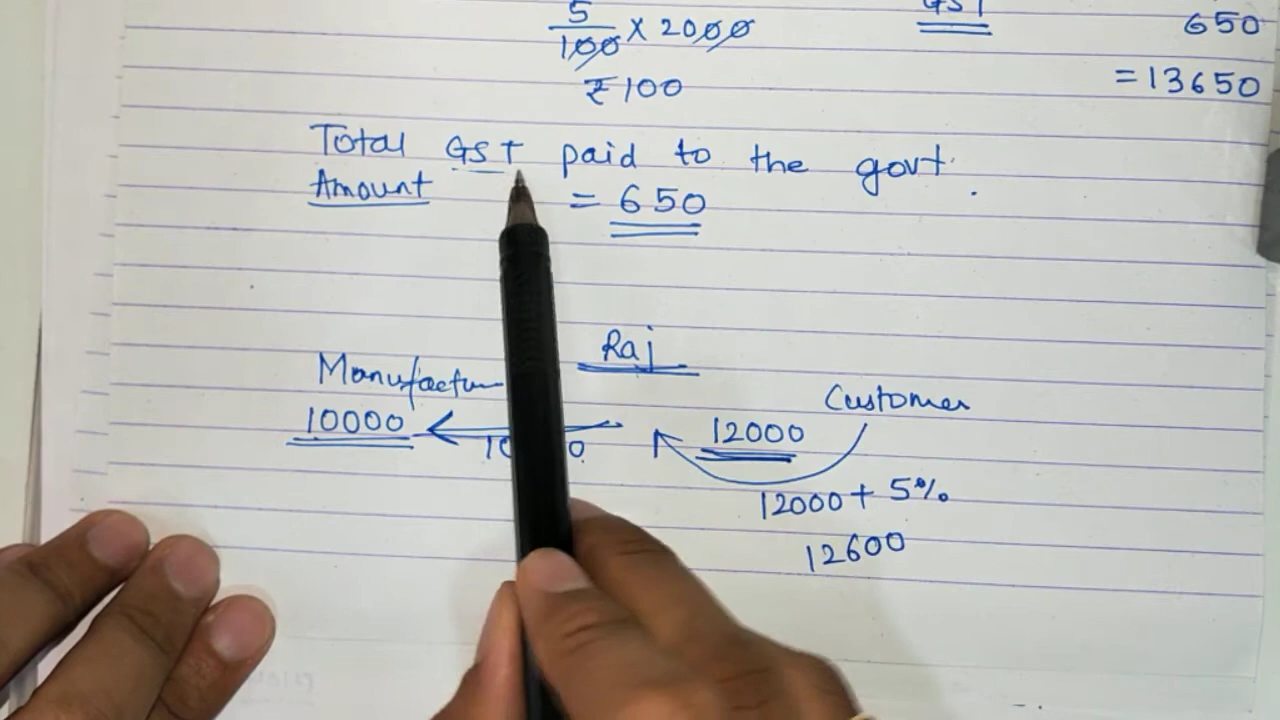 5 GST 650
100 × 2000
₹100 = 13650
Total GST paid to the govt.
Amount = 650
Raj
Manufactu
Customer
10000 12000
12000 + 5%
12600